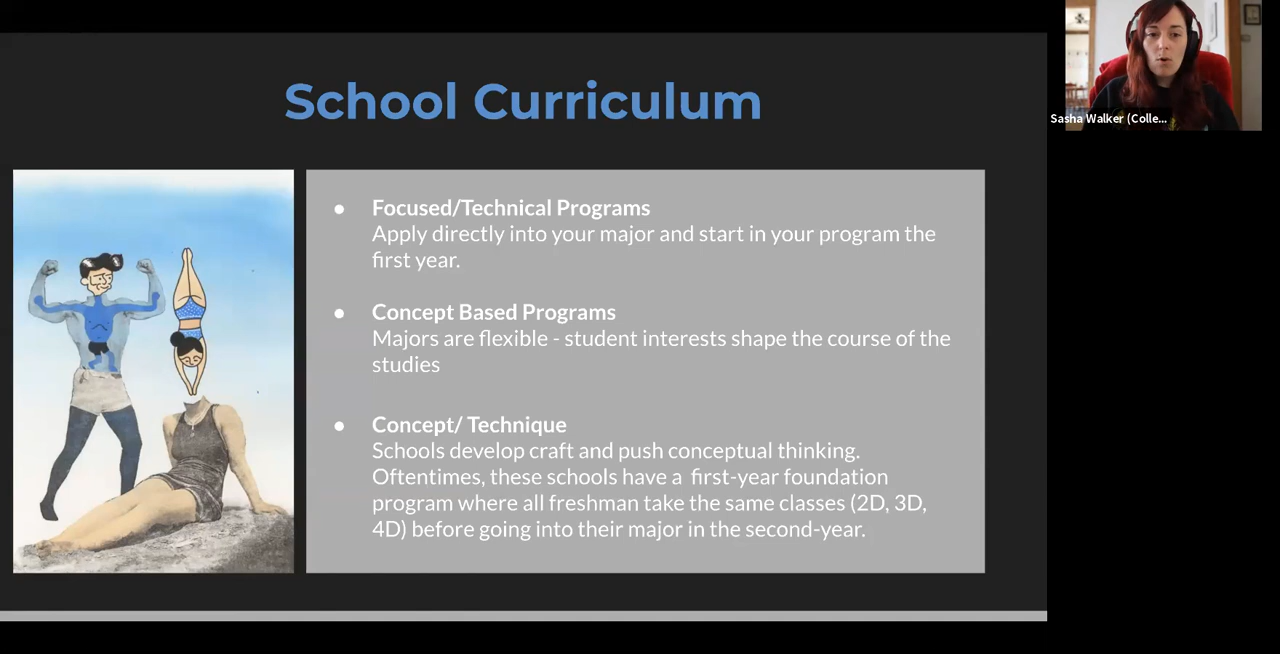 School Curriculum
Sasha Walker (Colle...
● Focused/Technical Programs
Apply directly into your major and start in your program the
first year.
● Concept Based Programs
Majors are flexible - student interests shape the course of the
studies
● Concept/ Technique
Schools develop craft and push conceptual thinking.
Oftentimes, these schools have a first-year foundation
program where all freshman take the same classes (2D, 3D,
4D) before going into their major in the second-year.